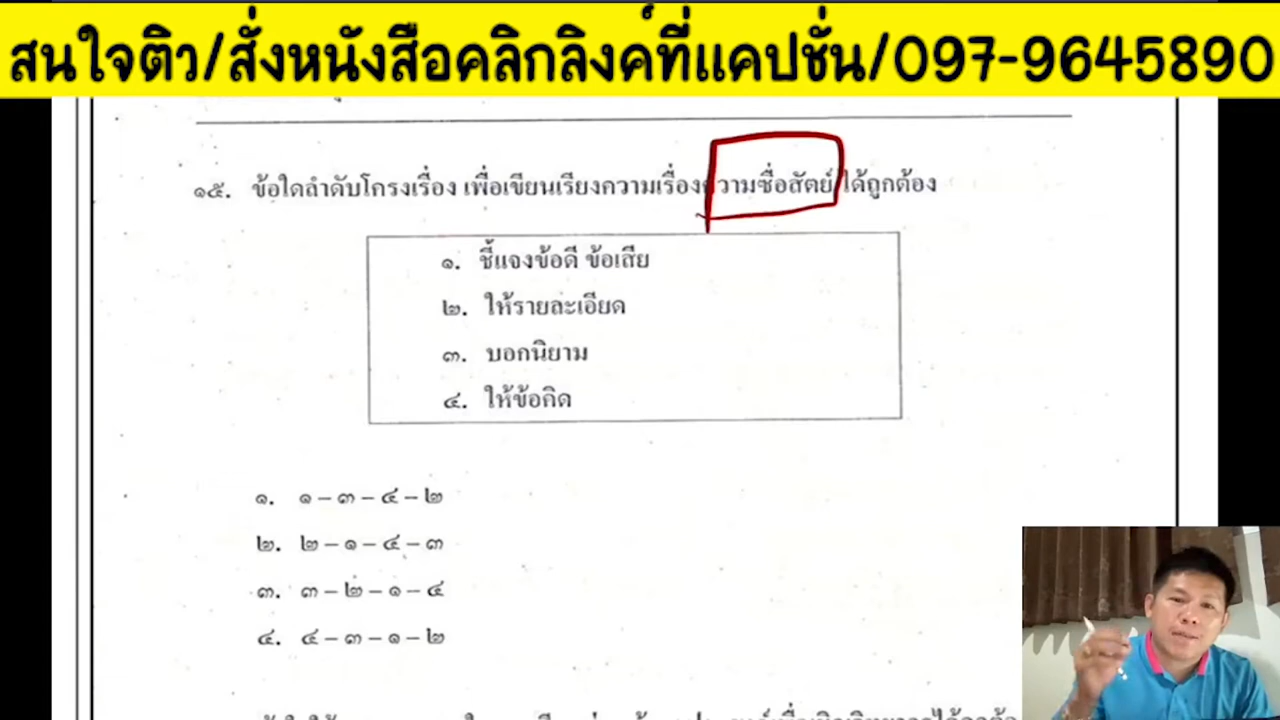 สนใจติว/สั่งหนังสือคลิกลิงค์ที่แคปชั่น/097-9645890
๑๕. ข้อใดลำดับโครงเรื่อง เพื่อเขียนเรียงความเรื่องความซื่อสัตย์ ได้ถูกต้อง
๑. ชี้แจงข้อดี ข้อเสีย
๒. ให้รายละเอียด
๓. บอกนิยาม
๔. ให้ข้อคิด
๑. ๑ – ๓ – ๔ – ๒
๒. ๒ – ๑ – ๔ – ๓
๓. ๓ – ๒ – ๑ – ๔
๔. ๔ – ๓ – ๑ – ๒